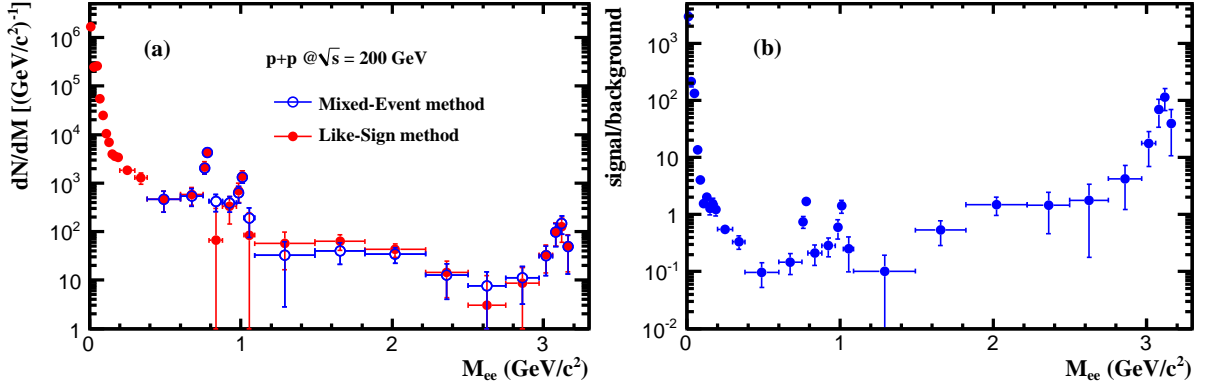 dN/dM [(GeV/c²)⁻¹]
10⁶
10⁵
10⁴
10³
10²
10
1
(a)
p+p @√s = 200 GeV
Mixed-Event method
Like-Sign method
0 1 2 3
Mₑₑ (GeV/c²)
signal/background
10³
10²
10
1
10⁻¹
10⁻²
(b)
0 1 2 3
Mₑₑ (GeV/c²)